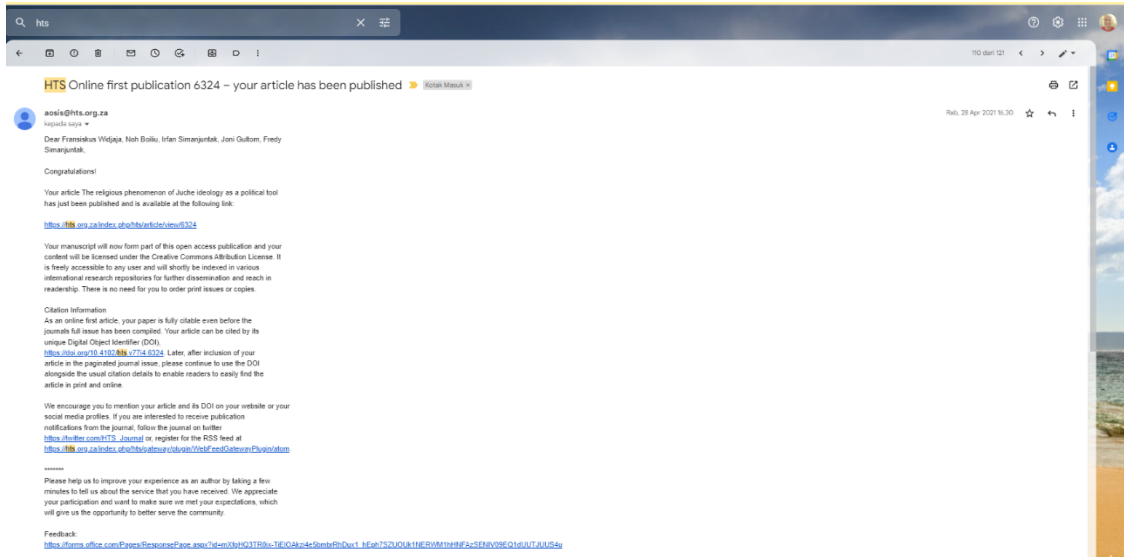 hts
110 dari 121
HTS Online first publication 6324 – your article has been published Kotak Masuk ×
aosis@hts.org.za
Rab, 28 Apr 2021 16.30
kepada saya
Dear Fransiskus Widjaja, Noh Boiliu, Irfan Simanjuntak, Joni Gultom, Fredy
Simanjuntak,
Congratulations!
Your article The religious phenomenon of Juche ideology as a political tool
has just been published and is available at the following link:
https://hts.org.za/index.php/hts/article/view/6324
Your manuscript will now form part of this open access publication and your
content will be licensed under the Creative Commons Attribution License. It
is freely accessible to any user and will shortly be indexed in various
international research repositories for further dissemination and reach in
readership. There is no need for you to order print issues or copies.
Citation Information
As an online first article, your paper is fully citable even before the
journals full issue has been compiled. Your article can be cited by its
unique Digital Object Identifier (DOI),
https://doi.org/10.4102/hts.v77i4.6324. Later, after inclusion of your
article in the paginated journal issue, please continue to use the DOI
alongside the usual citation details to enable readers to easily find the
article in print and online.
We encourage you to mention your article and its DOI on your website or your
social media profiles. If you are interested to receive publication
notifications from the journal, follow the journal on twitter
https://twitter.com/HTS_Journal or, register for the RSS feed at
https://hts.org.za/index.php/hts/gateway/plugin/WebFeedGatewayPlugin/atom
*******
Please help us to improve your experience as an author by taking a few
minutes to tell us about the service that you have received. We appreciate
your participation and want to make sure we met your expectations, which
will give us the opportunity to better serve the community.
Feedback: